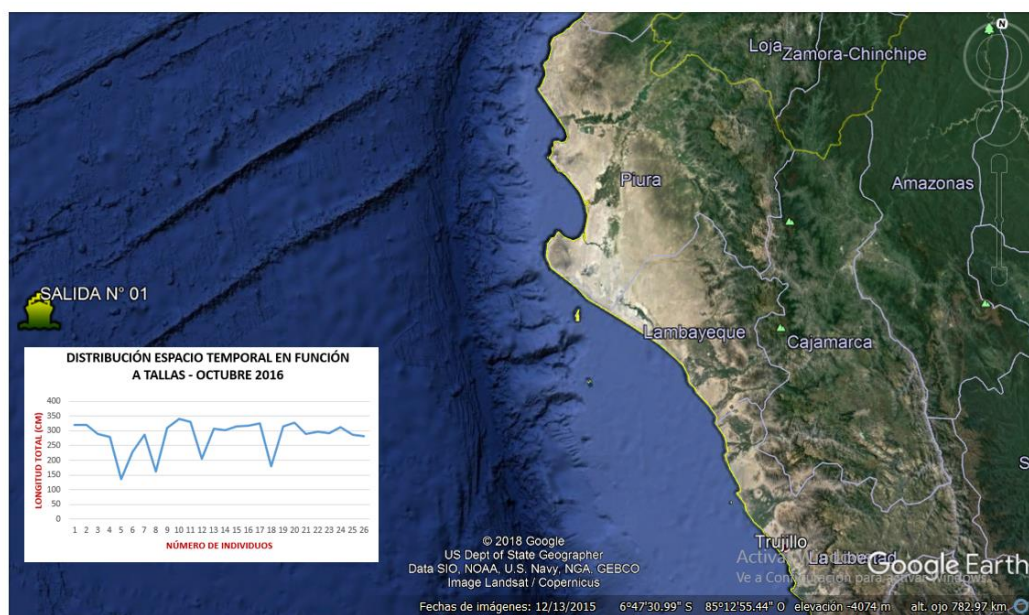 N
Loja
Zamora-Chinchipe
Piura
Amazonas
SALIDA N° 01
Lambayeque
Cajamarca
DISTRIBUCIÓN ESPACIO TEMPORAL EN FUNCIÓN
A TALLAS - OCTUBRE 2016
LONGITUD TOTAL (CM)
400
350
300
250
200
150
100
50
0
1 2 3 4 5 6 7 8 9 10 11 12 13 14 15 16 17 18 19 20 21 22 23 24 25 26
NÚMERO DE INDIVIDUOS
S
Trujillo
La Libertad
© 2018 Google
US Dept of State Geographer
Data SIO, NOAA, U.S. Navy, NGA, GEBCO
Image Landsat / Copernicus
Google Earth
Ve a Configuración para activar Windows.
Fechas de imágenes: 12/13/2015 6°47'30.99" S 85°12'55.44" O elevación -4074 m alt. ojo 782.97 km